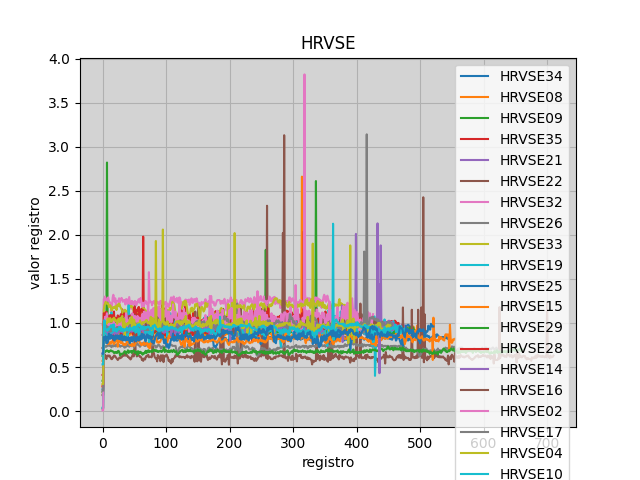 HRVSE
4.0
3.5
3.0
2.5
2.0
1.5
1.0
0.5
0.0
valor registro
0 100 200 300 400 500 600 700
registro
HRVSE34
HRVSE08
HRVSE09
HRVSE35
HRVSE21
HRVSE22
HRVSE32
HRVSE26
HRVSE33
HRVSE19
HRVSE25
HRVSE15
HRVSE29
HRVSE28
HRVSE14
HRVSE16
HRVSE02
HRVSE17
HRVSE04
HRVSE10